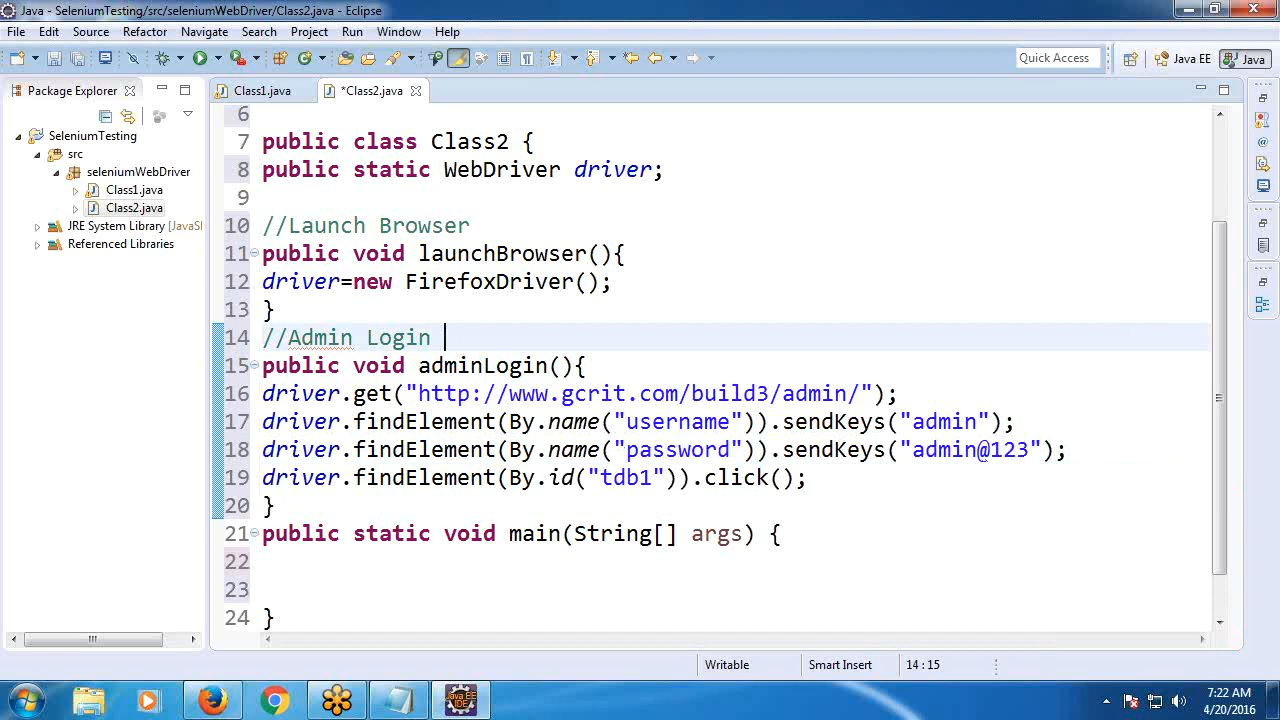 Java - SeleniumTesting/src/seleniumWebDriver/Class2.java - Eclipse
File Edit Source Refactor Navigate Search Project Run Window Help
Quick Access Java EE Java
Package Explorer Class1.java *Class2.java
SeleniumTesting
src
seleniumWebDriver
Class1.java
Class2.java
JRE System Library [JavaSE
Referenced Libraries
6
7 public class Class2 {
8 public static WebDriver driver;
9
10 //Launch Browser
11 public void launchBrowser(){
12 driver=new FirefoxDriver();
13 }
14 //Admin Login
15 public void adminLogin(){
16 driver.get("http://www.gcrit.com/build3/admin/");
17 driver.findElement(By.name("username")).sendKeys("admin");
18 driver.findElement(By.name("password")).sendKeys("admin@123");
19 driver.findElement(By.id("tdb1")).click();
20 }
21 public static void main(String[] args) {
22
23
24 }
Writable Smart Insert 14 : 15
Java EE
IDE
7:22 AM
4/20/2016